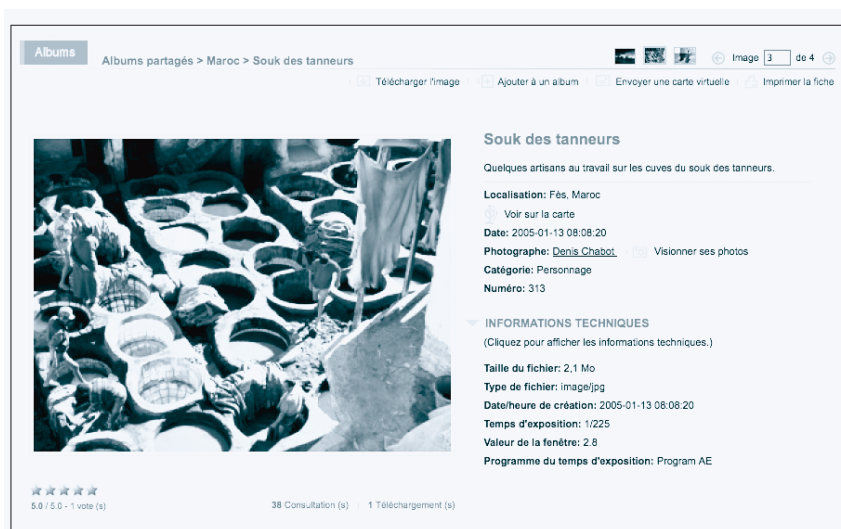 Albums
Albums partagés > Maroc > Souk des tanneurs
Image 3 de 4
Télécharger l'image Ajouter à un album Envoyer une carte virtuelle Imprimer la fiche
Souk des tanneurs
Quelques artisans au travail sur les cuves du souk des tanneurs.
Localisation: Fès, Maroc
Voir sur la carte
Date: 2005-01-13 08:08:20
Photographe: Denis Chabot Visionner ses photos
Catégorie: Personnage
Numéro: 313
INFORMATIONS TECHNIQUES
(Cliquez pour afficher les informations techniques.)
Taille du fichier: 2,1 Mo
Type de fichier: image/jpg
Date/heure de création: 2005-01-13 08:08:20
Temps d'exposition: 1/225
Valeur de la fenêtre: 2.8
Programme du temps d'exposition: Program AE
5.0 / 5.0 - 1 vote (s)
38 Consultation (s) 1 Téléchargement (s)